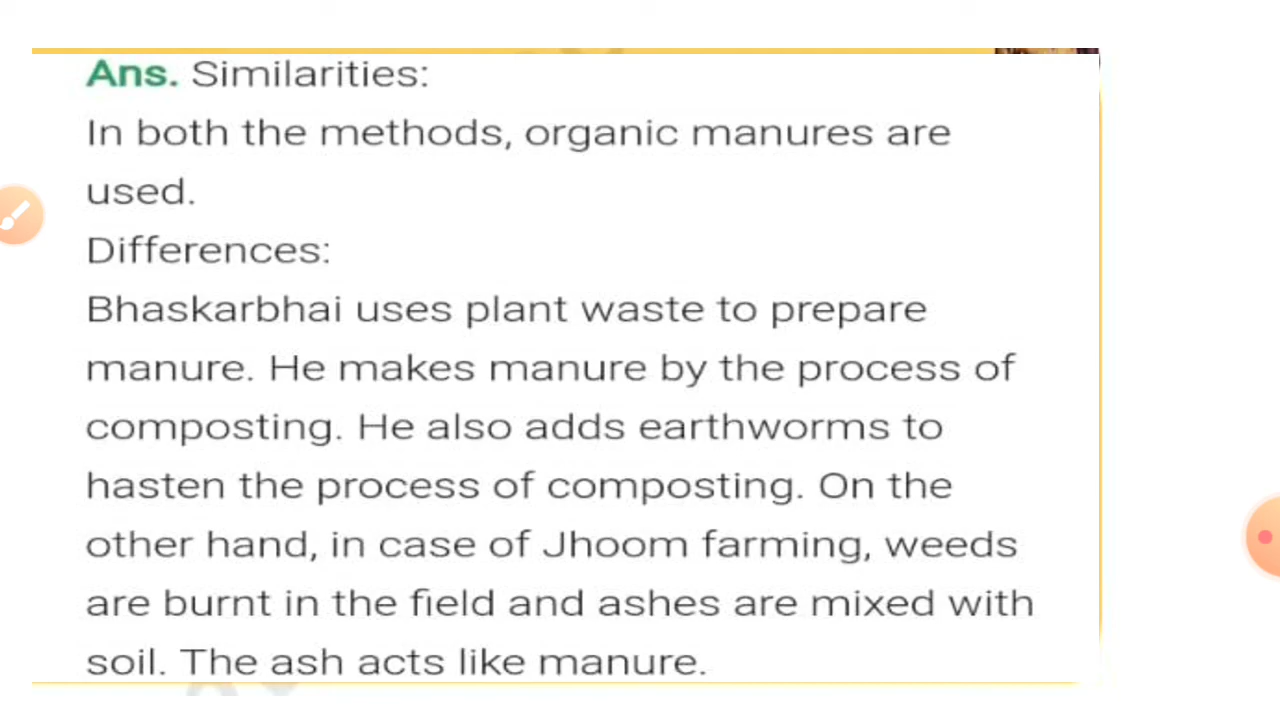 Ans. Similarities:
In both the methods, organic manures are
used.
Differences:
Bhaskarbhai uses plant waste to prepare
manure. He makes manure by the process of
composting. He also adds earthworms to
hasten the process of composting. On the
other hand, in case of Jhoom farming, weeds
are burnt in the field and ashes are mixed with
soil. The ash acts like manure.